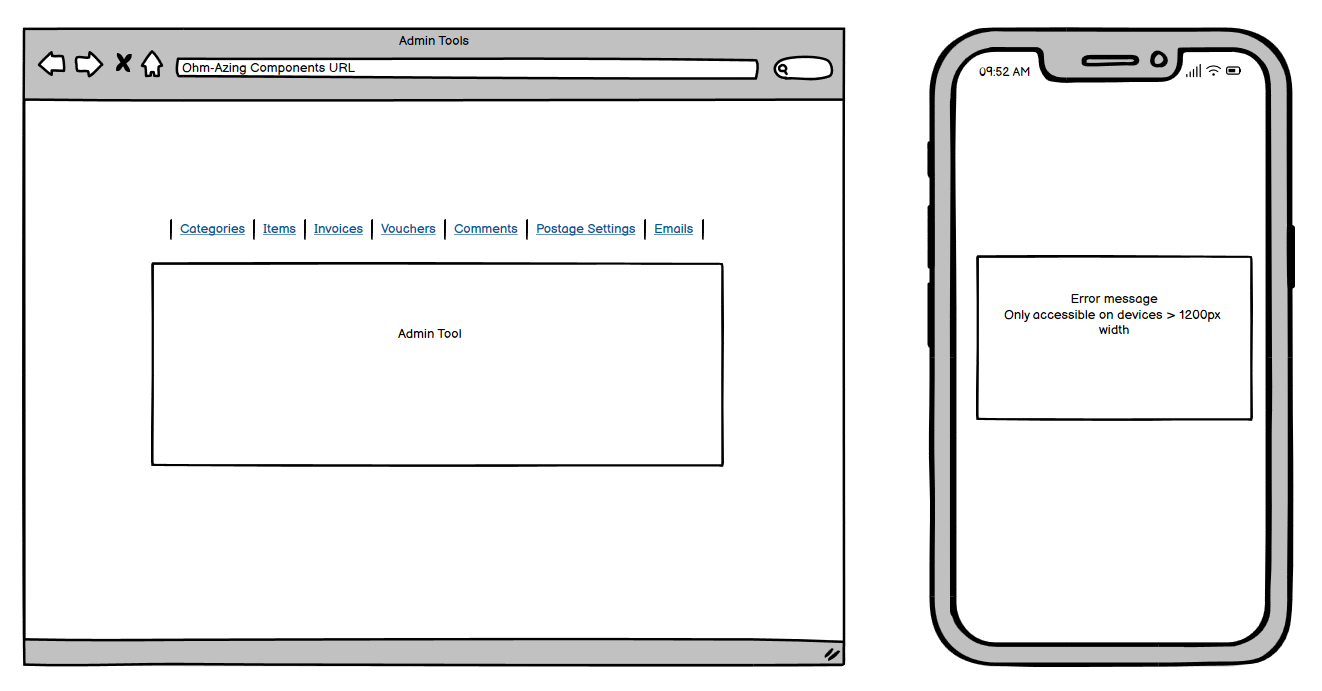 Admin Tools
Ohm-Azing Components URL
Categories Items Invoices Vouchers Comments Postage Settings Emails
Admin Tool
09:52 AM
Error message
Only accessible on devices > 1200px
width